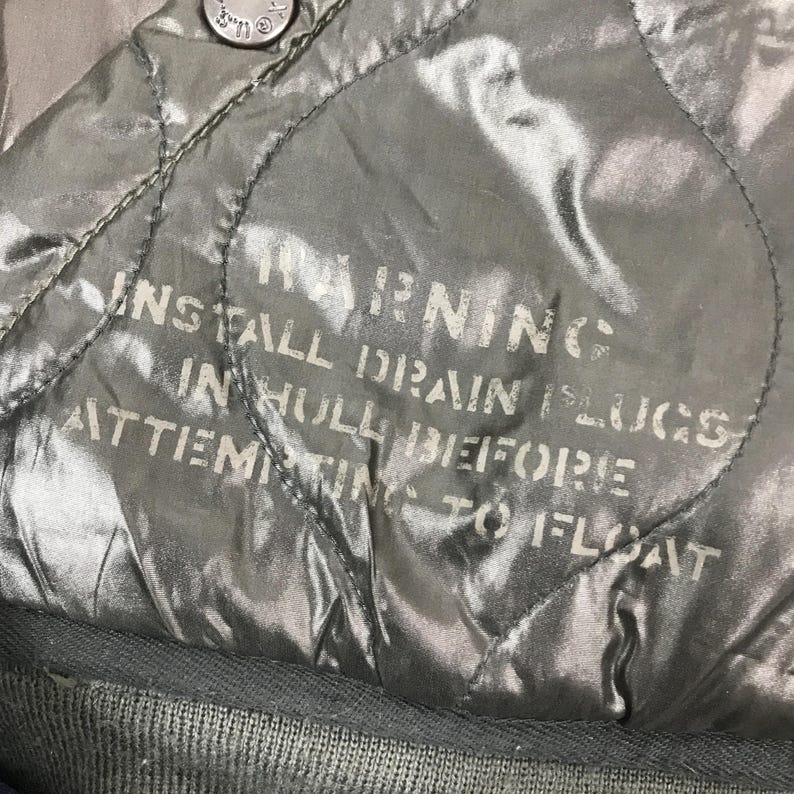 WARNING
INSTALL DRAIN PLUGS
IN HULL BEFORE
ATTEMPTING TO FLOAT